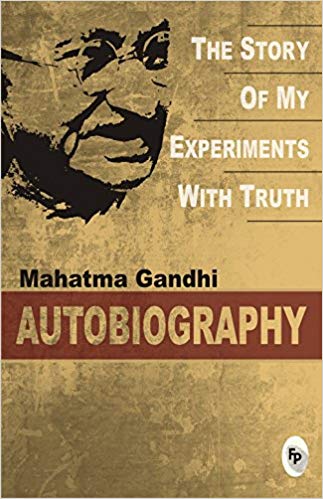 The Story
Of My
Experiments
With Truth
Mahatma Gandhi
AUTOBIOGRAPHY
FP